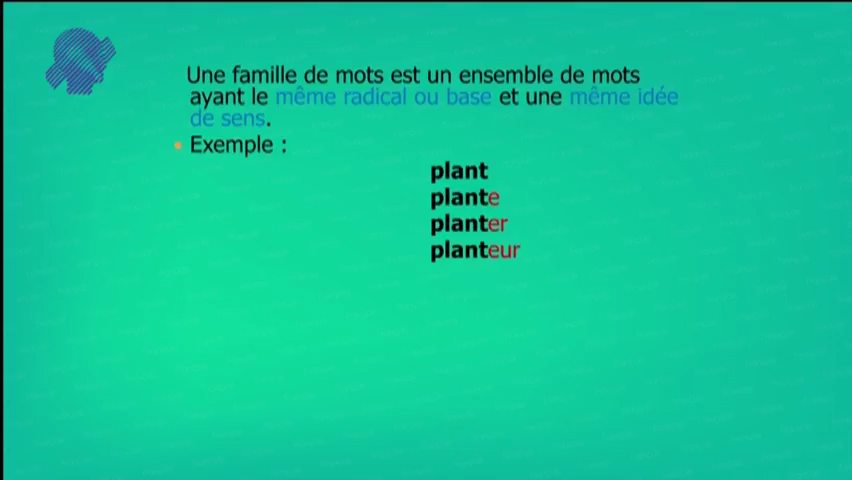 Une famille de mots est un ensemble de mots
ayant le même radical ou base et une même idée
de sens.
• Exemple :
plant
plante
planter
planteur